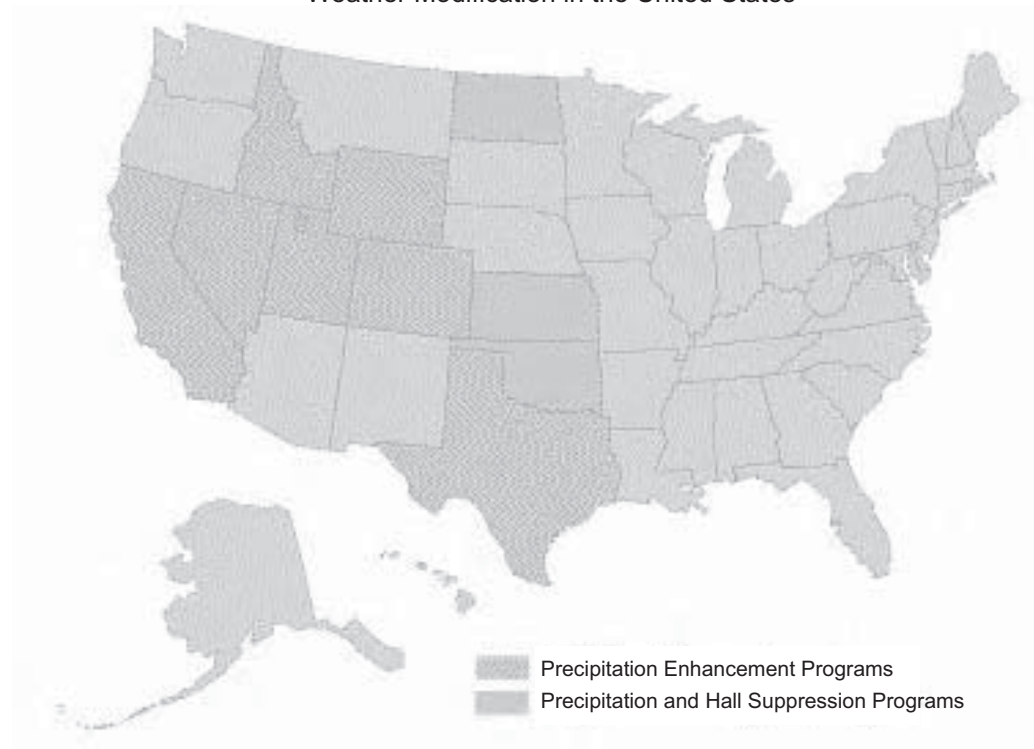 Weather Modification in the United States
Precipitation Enhancement Programs
Precipitation and Hall Suppression Programs